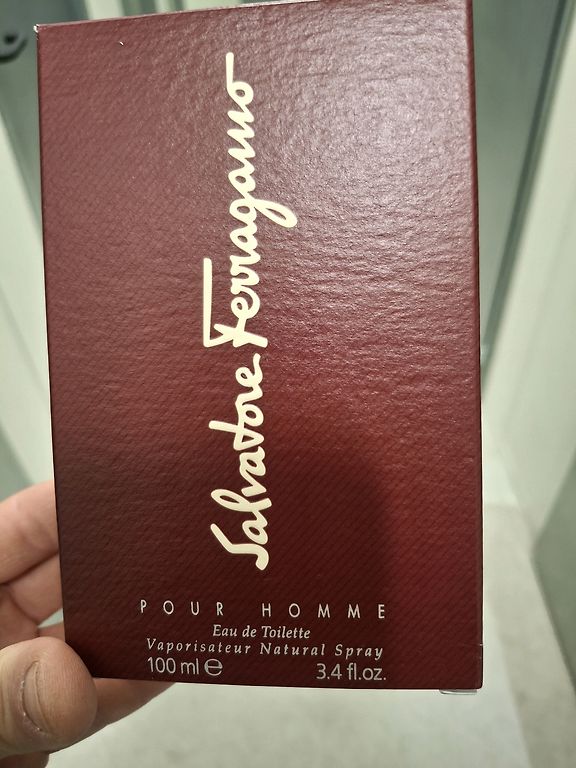 Salvatore Ferragamo
POUR HOMME
Eau de Toilette
Vaporisateur Natural Spray
100 ml ℮ 3.4 fl.oz.